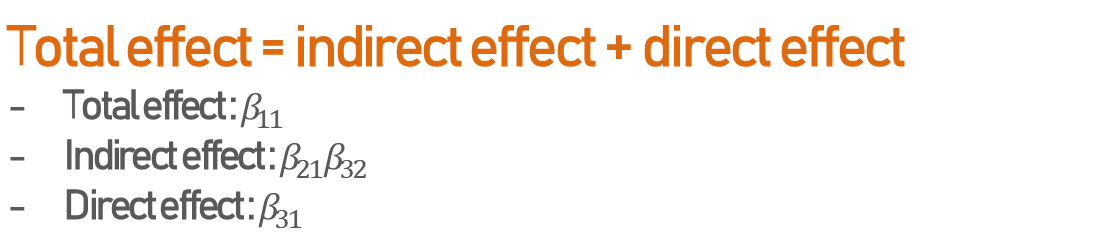 Total effect = indirect effect + direct effect
- Total effect: β₁₁
- Indirect effect: β₂₁β₃₂
- Direct effect: β₃₁